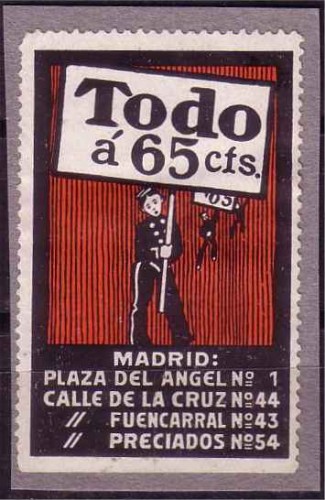 Todo
á 65 cts.
65
MADRID:
PLAZA DEL ANGEL Nº 1
CALLE DE LA CRUZ Nº 44
// FUENCARRAL Nº 43
// PRECIADOS Nº 54